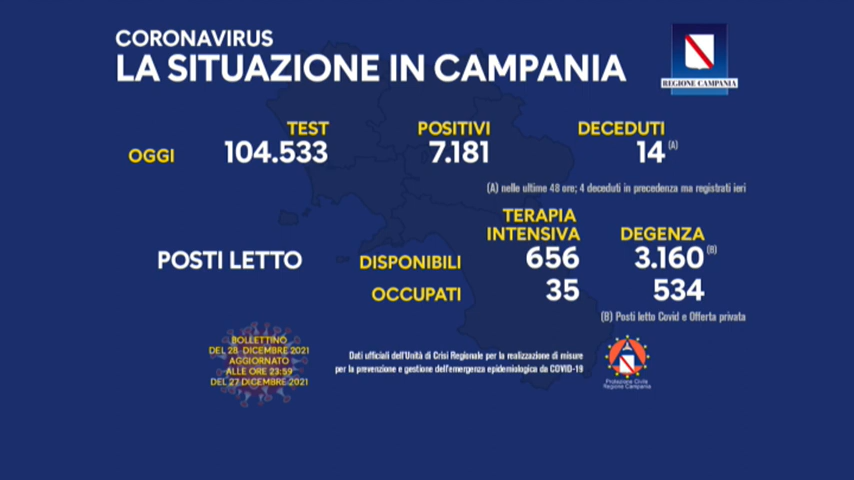 CORONAVIRUS
LA SITUAZIONE IN CAMPANIA
REGIONE CAMPANIA
TEST POSITIVI DECEDUTI
OGGI 104.533 7.181 14 (A)
(A) nelle ultime 48 ore; 4 deceduti in precedenza ma registrati ieri
TERAPIA
INTENSIVA DEGENZA
POSTI LETTO DISPONIBILI 656 3.160 (B)
OCCUPATI 35 534
(B) Posti letto Covid e Offerta privata
BOLLETTINO
DEL 28 DICEMBRE 2021
AGGIORNATO
ALLE ORE 23:59
DEL 27 DICEMBRE 2021
Dati ufficiali dell'Unità di Crisi Regionale per la realizzazione di misure
per la prevenzione e gestione dell'emergenza epidemiologica da COVID-19
Protezione Civile
Regione Campania